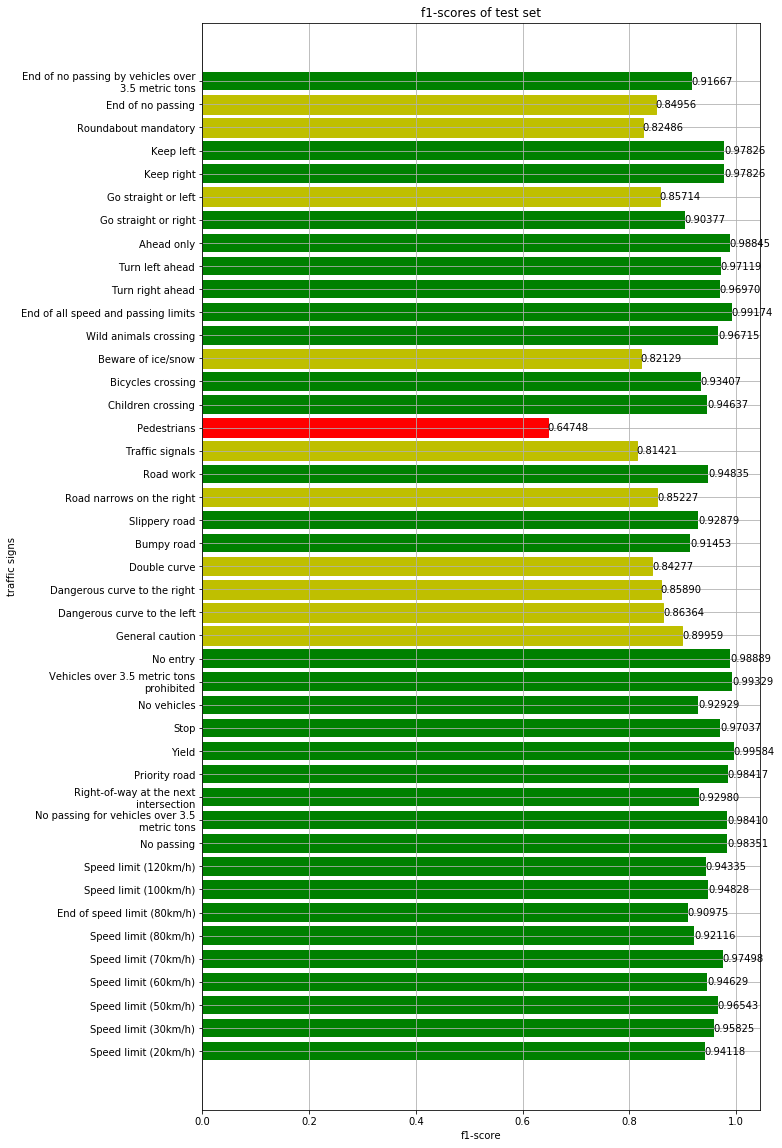 f1-scores of test set
End of no passing by vehicles over
3.5 metric tons
0.91667
End of no passing
0.84956
Roundabout mandatory
0.82486
Keep left
0.97826
Keep right
0.97826
Go straight or left
0.85714
Go straight or right
0.90377
Ahead only
0.98845
Turn left ahead
0.97119
Turn right ahead
0.96970
End of all speed and passing limits
0.99174
Wild animals crossing
0.96715
Beware of ice/snow
0.82129
Bicycles crossing
0.93407
Children crossing
0.94637
Pedestrians
0.64748
Traffic signals
0.81421
Road work
0.94835
Road narrows on the right
0.85227
Slippery road
0.92879
Bumpy road
0.91453
Double curve
0.84277
Dangerous curve to the right
0.85890
Dangerous curve to the left
0.86364
General caution
0.89959
No entry
0.98889
Vehicles over 3.5 metric tons
prohibited
0.99329
No vehicles
0.92929
Stop
0.97037
Yield
0.99584
Priority road
0.98417
Right-of-way at the next
intersection
0.92980
No passing for vehicles over 3.5
metric tons
0.98410
No passing
0.98351
Speed limit (120km/h)
0.94335
Speed limit (100km/h)
0.94828
End of speed limit (80km/h)
0.90975
Speed limit (80km/h)
0.92116
Speed limit (70km/h)
0.97498
Speed limit (60km/h)
0.94629
Speed limit (50km/h)
0.96543
Speed limit (30km/h)
0.95825
Speed limit (20km/h)
0.94118
traffic signs
0.0 0.2 0.4 0.6 0.8 1.0
f1-score